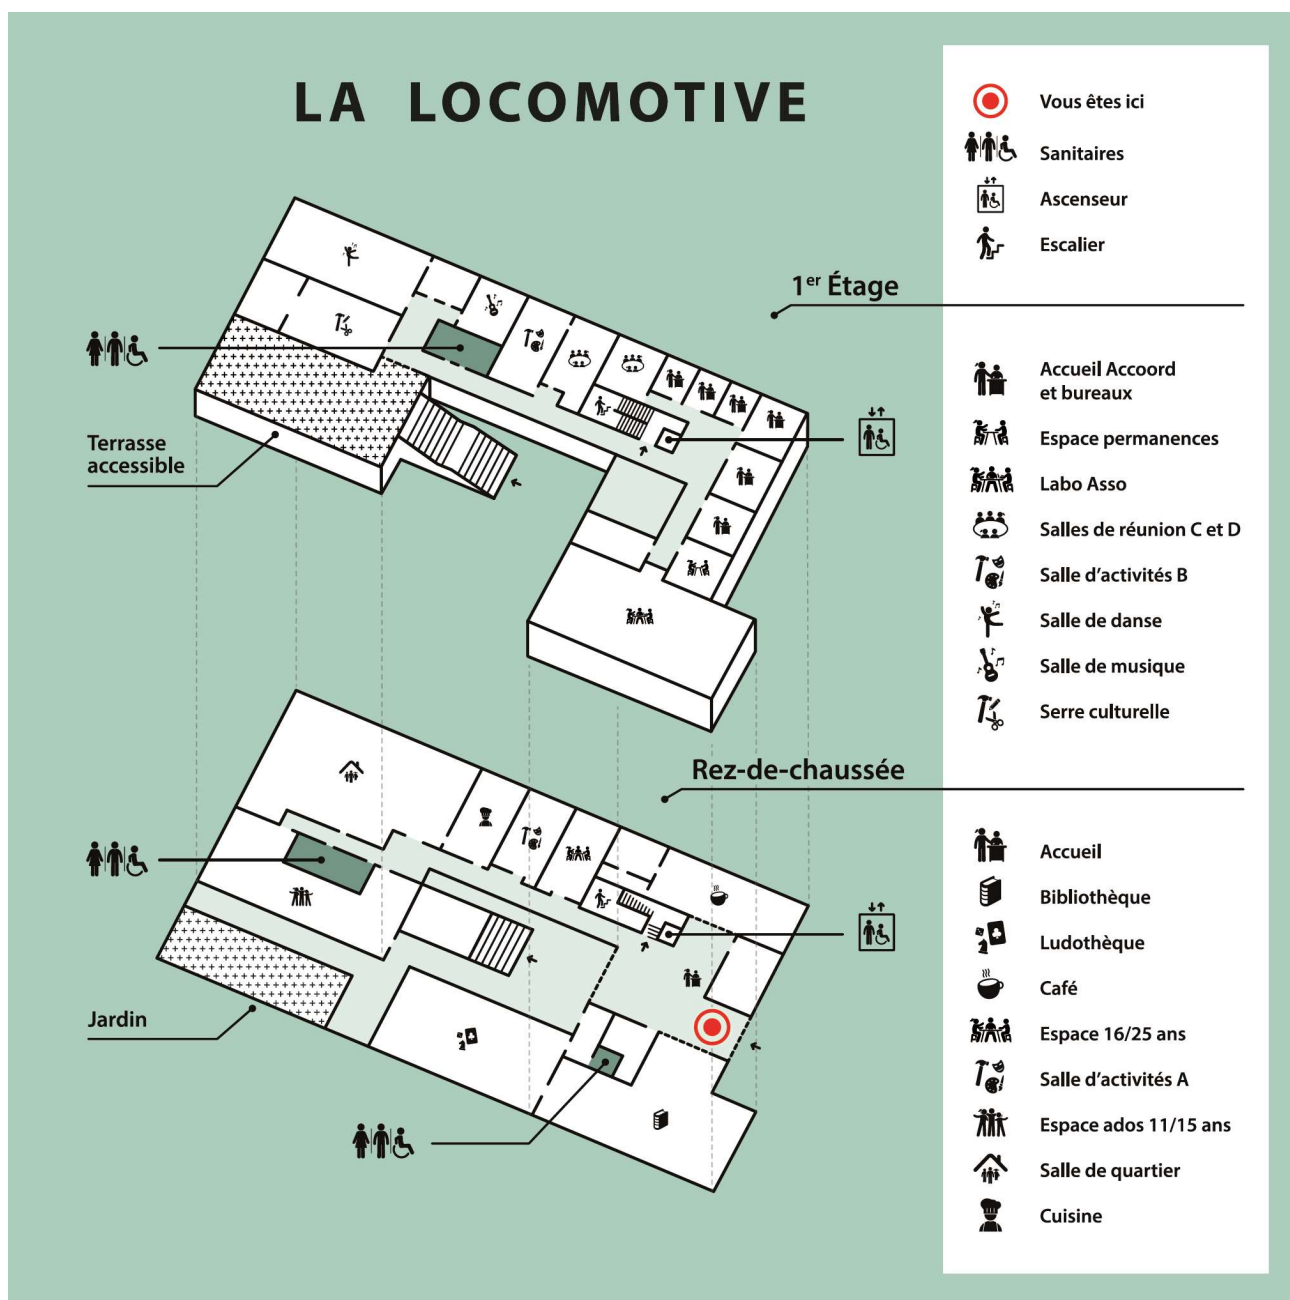 LA LOCOMOTIVE
Vous êtes ici
Sanitaires
Ascenseur
Escalier
1er Étage
Accueil Accoord
et bureaux
Espace permanences
Labo Asso
Salles de réunion C et D
Salle d'activités B
Salle de danse
Salle de musique
Serre culturelle
Terrasse
accessible
Rez-de-chaussée
Accueil
Bibliothèque
Ludothèque
Café
Espace 16/25 ans
Salle d'activités A
Espace ados 11/15 ans
Salle de quartier
Cuisine
Jardin